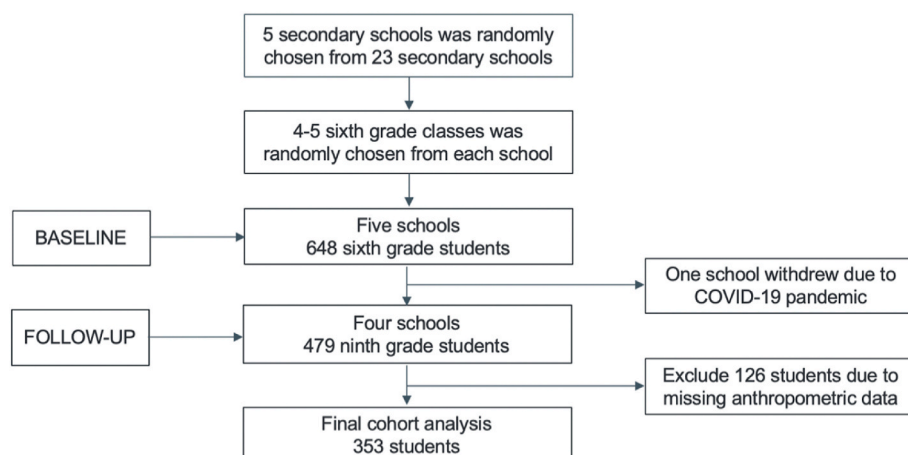 5 secondary schools was randomly
chosen from 23 secondary schools
4-5 sixth grade classes was
randomly chosen from each school
BASELINE
Five schools
648 sixth grade students
One school withdrew due to
COVID-19 pandemic
FOLLOW-UP
Four schools
479 ninth grade students
Exclude 126 students due to
missing anthropometric data
Final cohort analysis
353 students